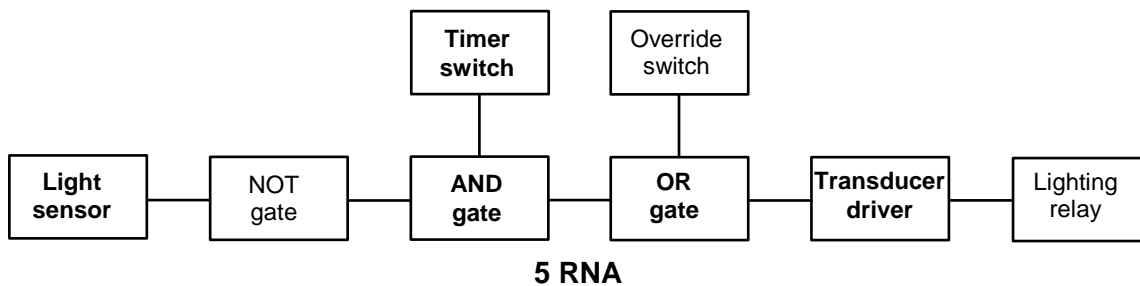 Timer
switch
Override
switch
Light
sensor
NOT
gate
AND
gate
OR
gate
Transducer
driver
Lighting
relay
5 RNA